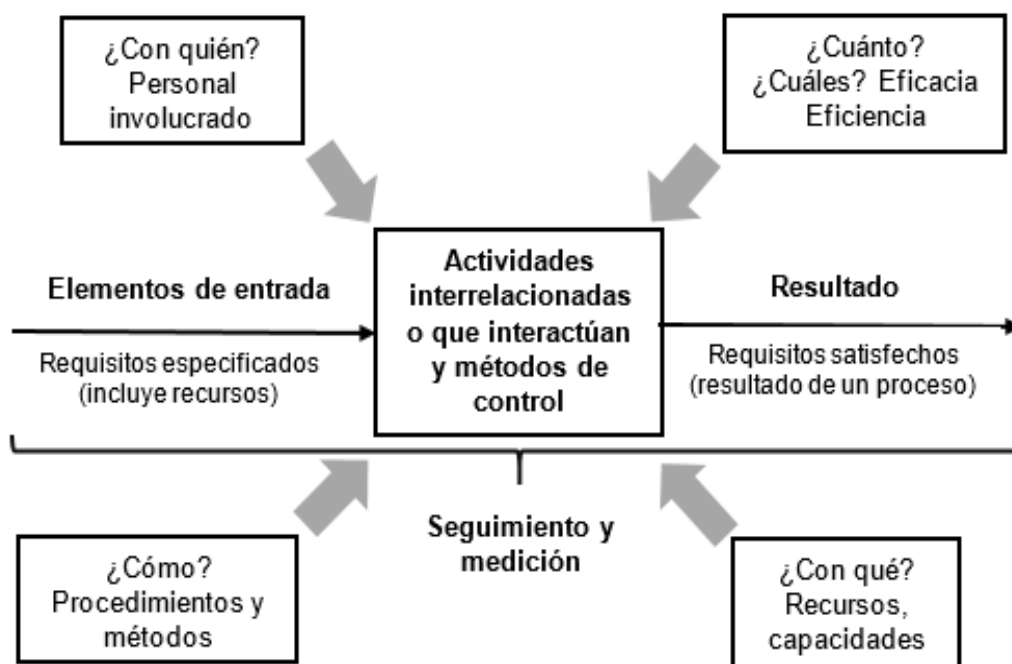 ¿Con quién?
Personal
involucrado
¿Cuánto?
¿Cuáles? Eficacia
Eficiencia
Elementos de entrada
Requisitos especificados
(incluye recursos)
Actividades
interrelacionadas
o que interactúan
y métodos de
control
Resultado
Requisitos satisfechos
(resultado de un proceso)
Seguimiento y
medición
¿Cómo?
Procedimientos y
métodos
¿Con qué?
Recursos,
capacidades